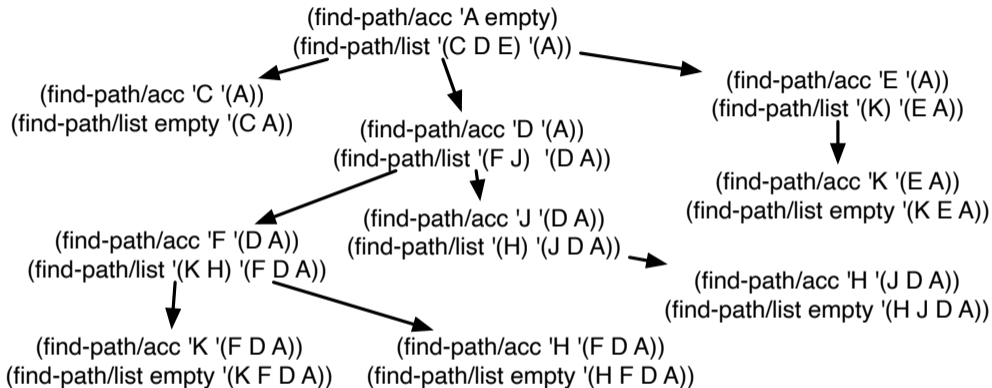 (find-path/acc 'A empty)
(find-path/list '(C D E) '(A))
(find-path/acc 'C '(A))
(find-path/list empty '(C A))
(find-path/acc 'D '(A))
(find-path/list '(F J) '(D A))
(find-path/acc 'E '(A))
(find-path/list '(K) '(E A))
(find-path/acc 'K '(E A))
(find-path/list empty '(K E A))
(find-path/acc 'F '(D A))
(find-path/list '(K H) '(F D A))
(find-path/acc 'J '(D A))
(find-path/list '(H) '(J D A))
(find-path/acc 'H '(J D A))
(find-path/list empty '(H J D A))
(find-path/acc 'K '(F D A))
(find-path/list empty '(K F D A))
(find-path/acc 'H '(F D A))
(find-path/list empty '(H F D A))